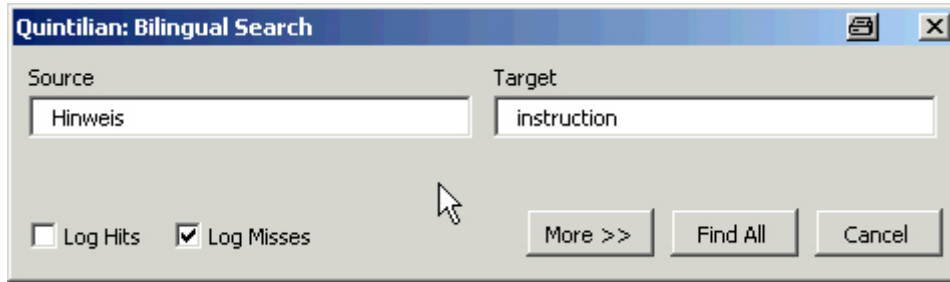 Quintilian: Bilingual Search
Source Target
Hinweis instruction
Log Hits Log Misses More >> Find All Cancel